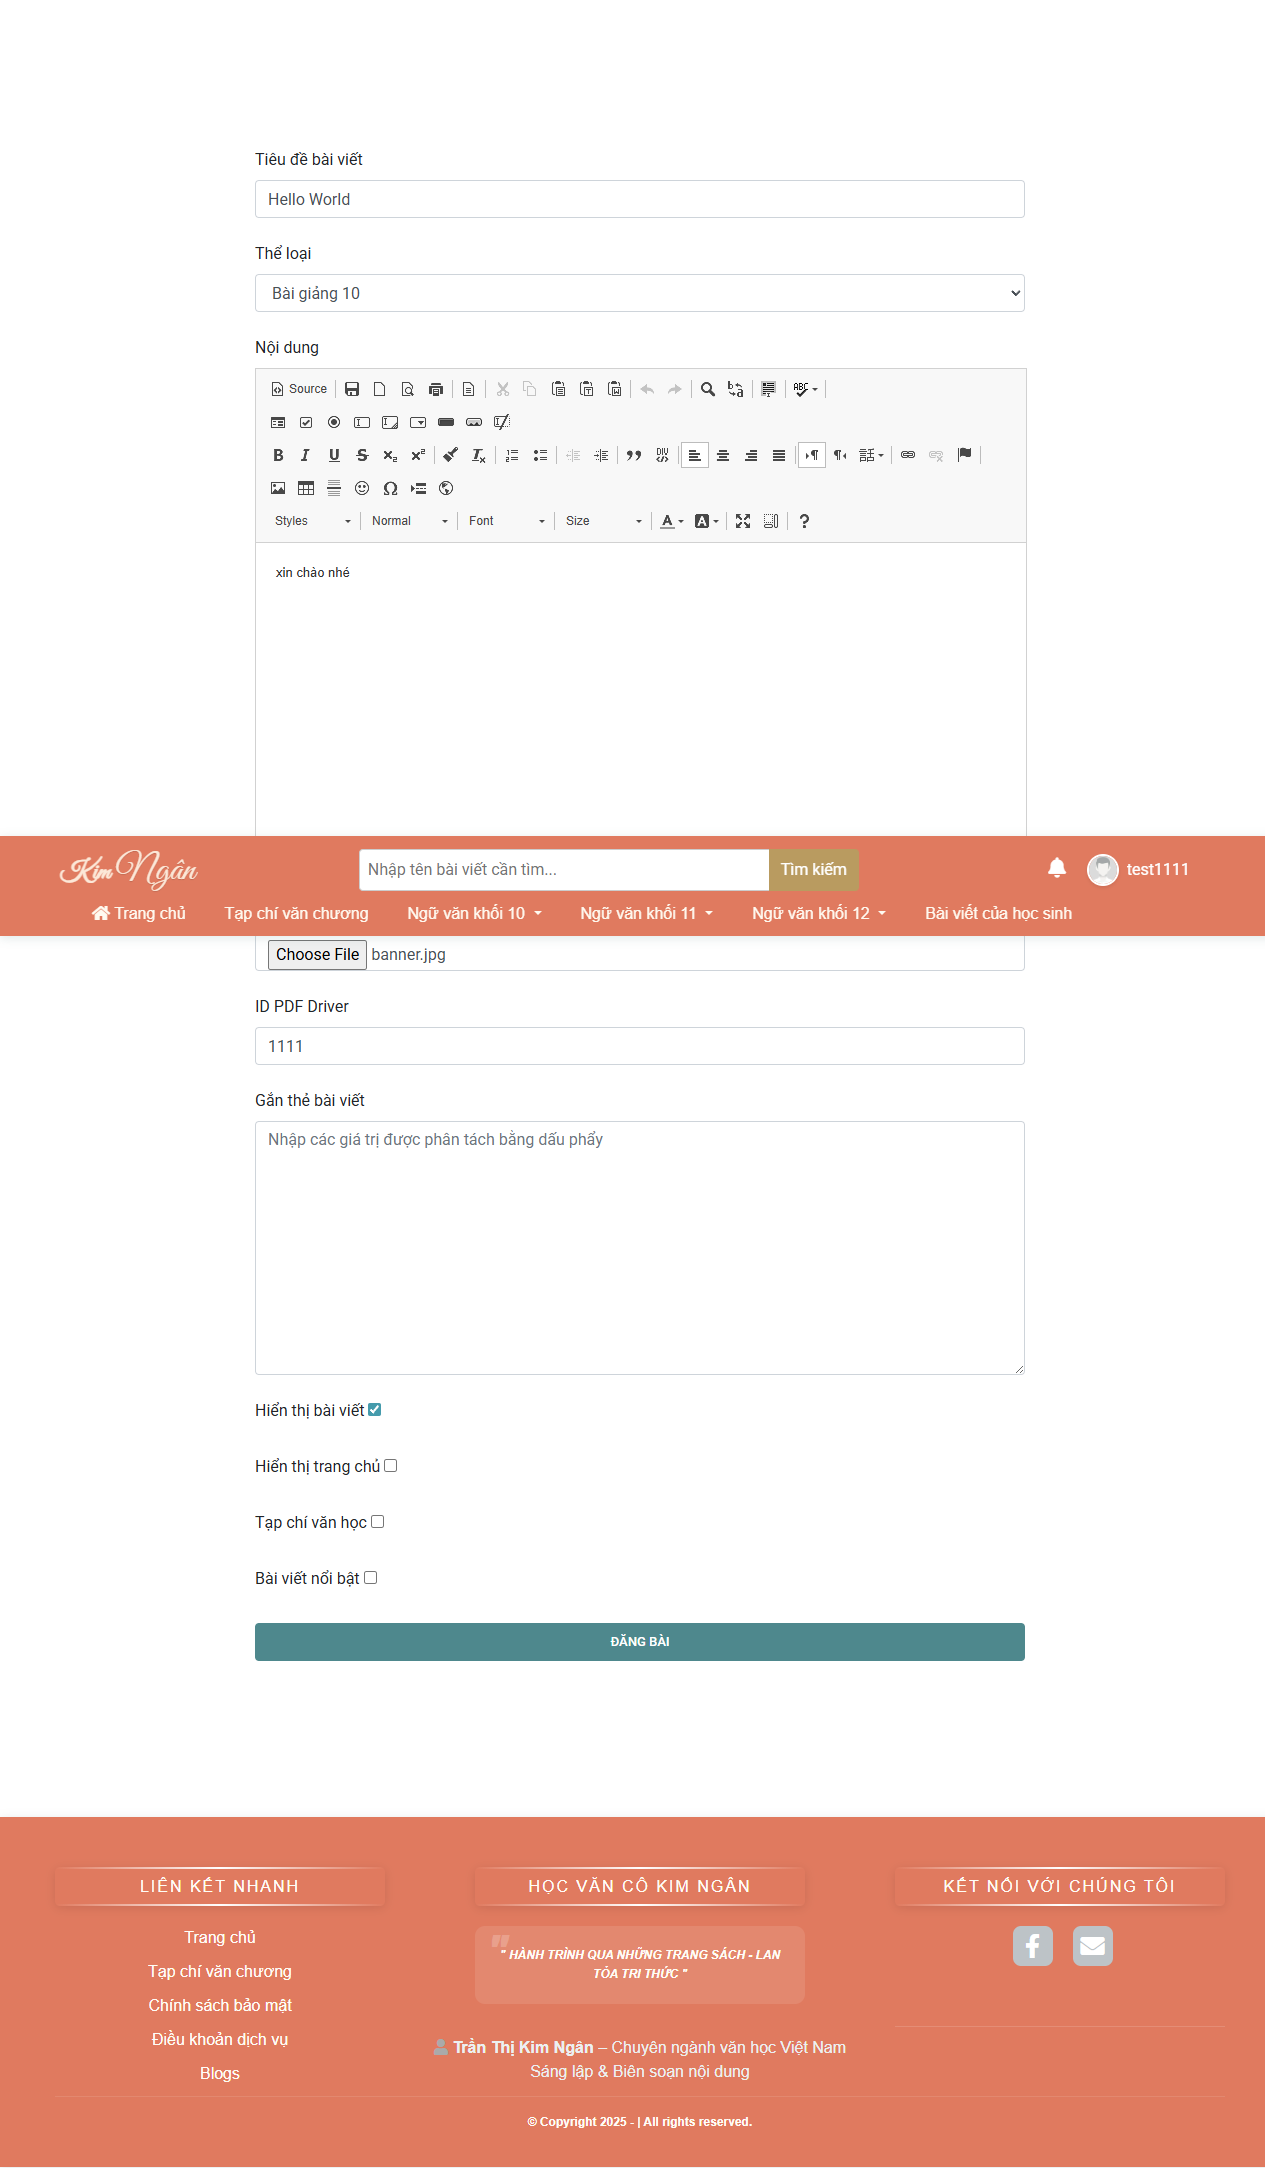 Tiêu đề bài viết
Hello World
Thể loại
Bài giảng 10
Nội dung
Source
ABC
Styles Normal Font Size
xin chào nhé
Kim Ngân Nhập tên bài viết cần tìm... Tìm kiếm test1111
Trang chủ Tạp chí văn chương Ngữ văn khối 10 Ngữ văn khối 11 Ngữ văn khối 12 Bài viết của học sinh
Choose File banner.jpg
ID PDF Driver
1111
Gắn thẻ bài viết
Nhập các giá trị được phân tách bằng dấu phẩy
Hiển thị bài viết
Hiển thị trang chủ
Tạp chí văn học
Bài viết nổi bật
ĐĂNG BÀI
LIÊN KẾT NHANH
Trang chủ
Tạp chí văn chương
Chính sách bảo mật
Điều khoản dịch vụ
Blogs
HỌC VĂN CÔ KIM NGÂN
" HÀNH TRÌNH QUA NHỮNG TRANG SÁCH - LAN
TỎA TRI THỨC "
Trần Thị Kim Ngân – Chuyên ngành văn học Việt Nam
Sáng lập & Biên soạn nội dung
KẾT NỐI VỚI CHÚNG TÔI
© Copyright 2025 - | All rights reserved.